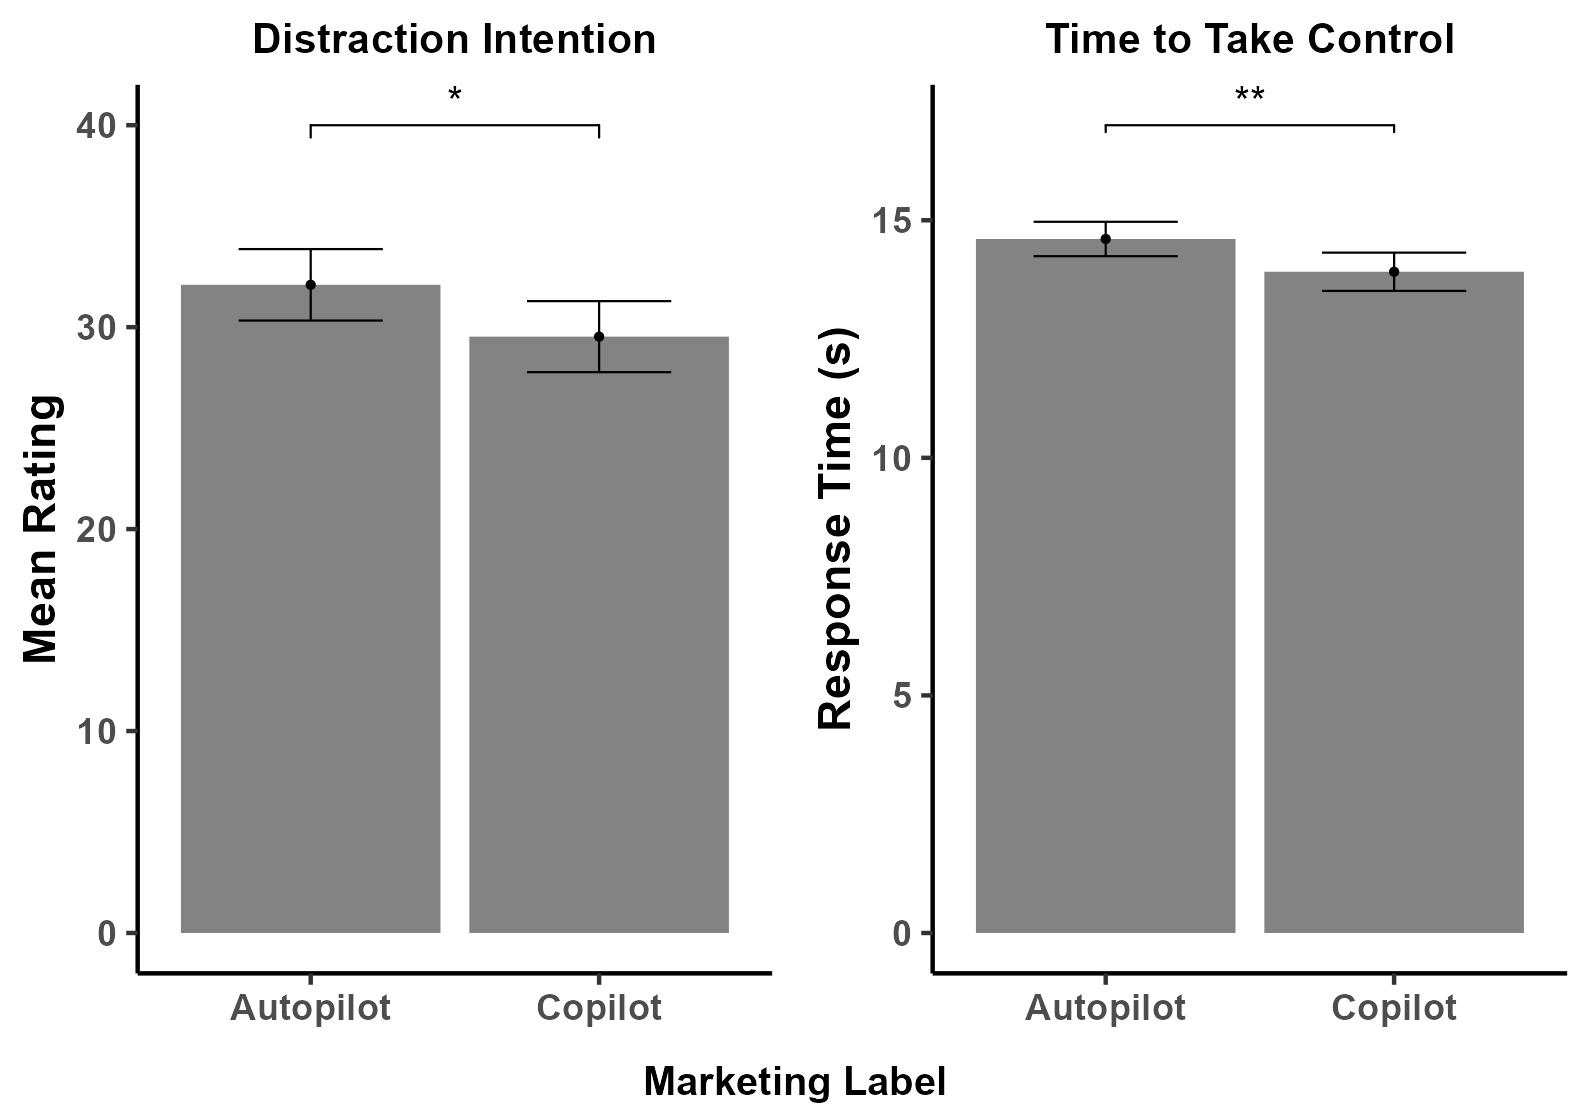 Distraction Intention
*
40
30
20
10
0
Mean Rating
Autopilot
Copilot
Time to Take Control
**
15
10
5
0
Response Time (s)
Autopilot
Copilot
Marketing Label